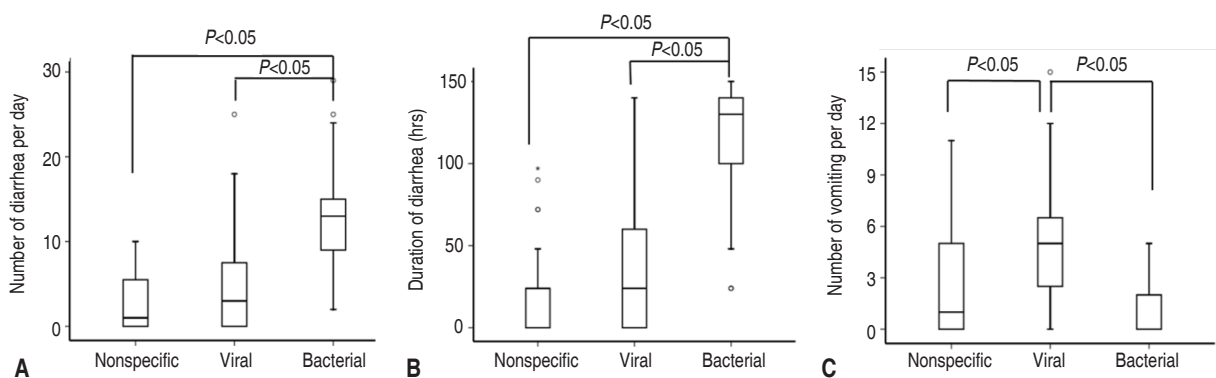 P<0.05
P<0.05
30
20
10
0
Number of diarrhea per day
Nonspecific Viral Bacterial
A
P<0.05
P<0.05
150
100
50
0
Duration of diarrhea (hrs)
*
Nonspecific Viral Bacterial
B
P<0.05 P<0.05
15
12
9
6
3
0
Number of vomiting per day
Nonspecific Viral Bacterial
C